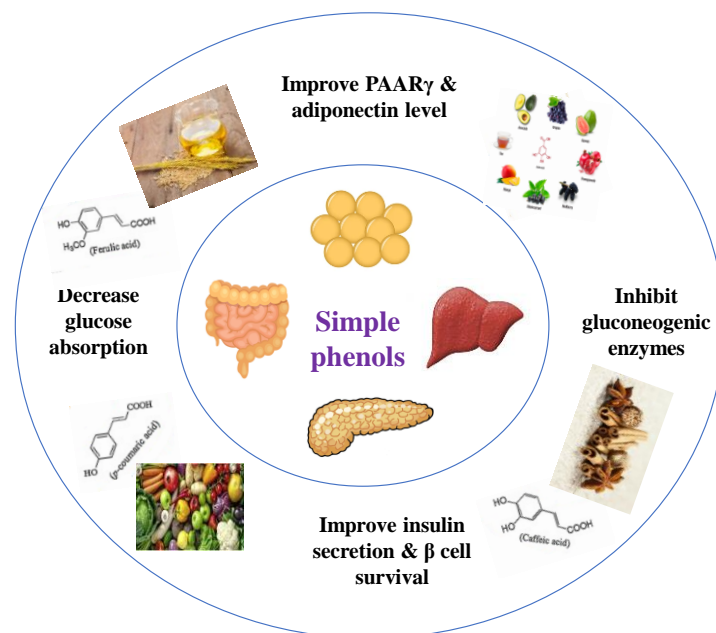 Improve PAARγ &
adiponectin level
HO
COOH
H₃CO
(Ferulic acid)
Decrease
glucose
absorption
Simple
phenols
Inhibit
gluconeogenic
enzymes
COOH
HO
(p-coumaric acid)
Improve insulin
secretion & β cell
survival
HO
HO
COOH
(Caffeic acid)